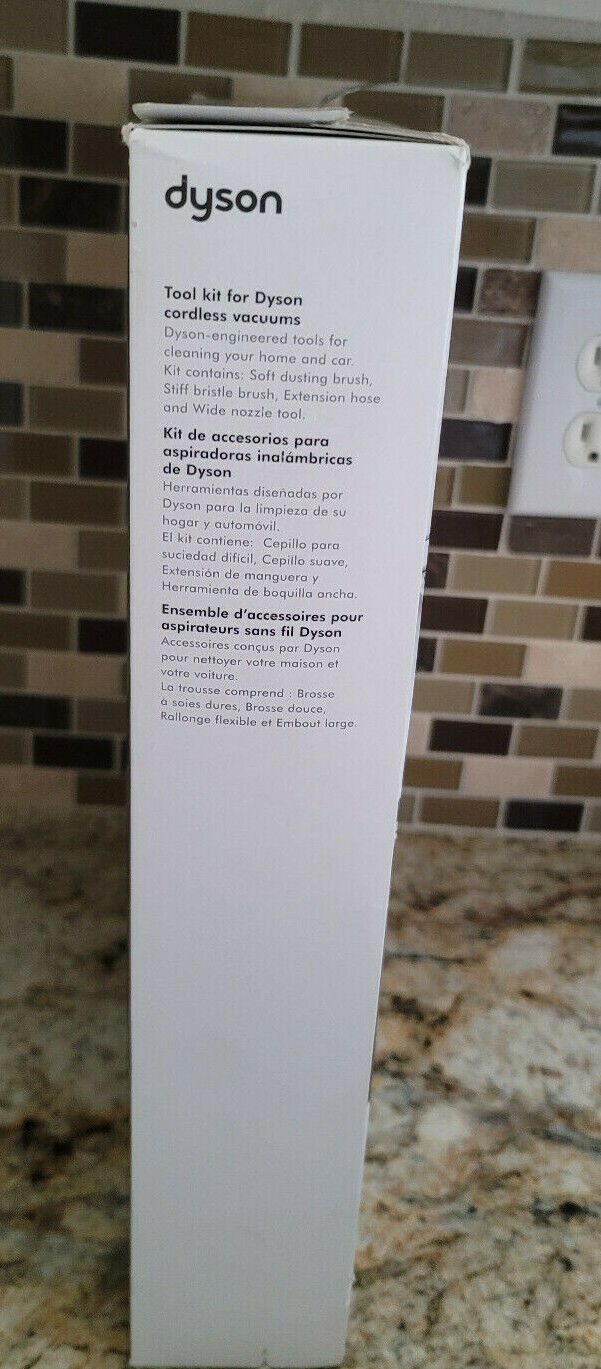 dyson
Tool kit for Dyson
cordless vacuums
Dyson-engineered tools for
cleaning your home and car.
Kit contains: Soft dusting brush,
Stiff bristle brush, Extension hose
and Wide nozzle tool.
Kit de accesorios para
aspiradoras inalámbricas
de Dyson
Herramientas diseñadas por
Dyson para la limpieza de su
hogar y automóvil.
El kit contiene: Cepillo para
suciedad difícil, Cepillo suave,
Extensión de manguera y
Herramienta de boquilla ancha.
Ensemble d'accessoires pour
aspirateurs sans fil Dyson
Accessoires conçus par Dyson
pour nettoyer votre maison et
votre voiture.
La trousse comprend : Brosse
à soies dures, Brosse douce,
Rallonge flexible et Embout large.